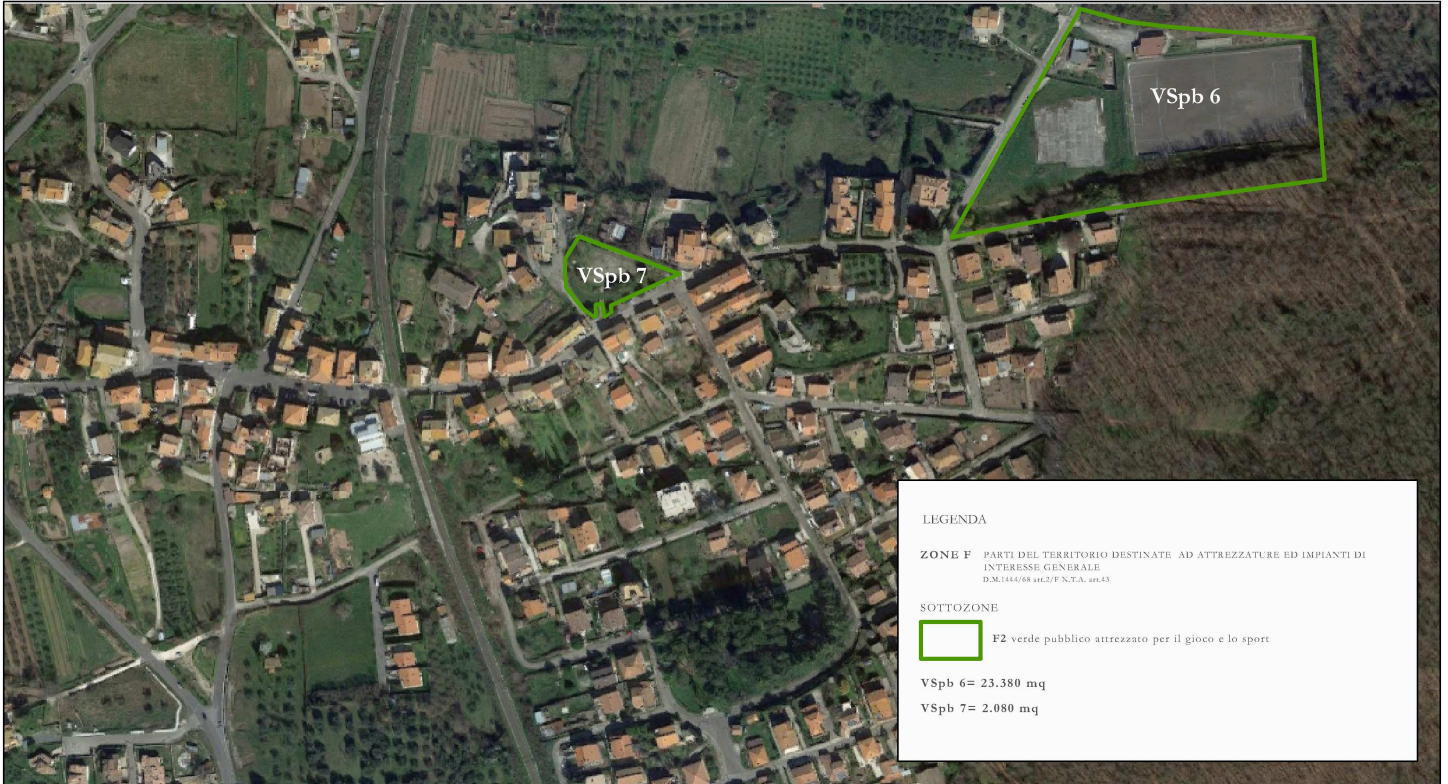 VSpb 6
VSpb 7
LEGENDA
ZONE F PARTI DEL TERRITORIO DESTINATE AD ATTREZZATURE ED IMPIANTI DI
INTERESSE GENERALE
D.M.1444/68 art.2/F N.T.A. art.43
SOTTOZONE
F2 verde pubblico attrezzato per il gioco e lo sport
VSpb 6= 23.380 mq
VSpb 7= 2.080 mq